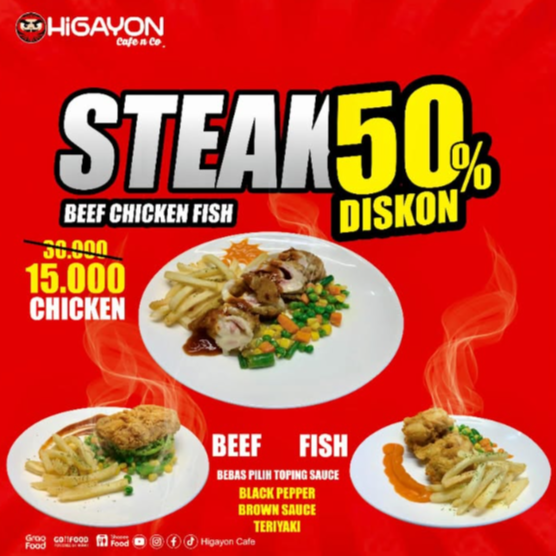 HiGAYON
Cafe n Co
STEAK 50%
DISKON
BEEF CHICKEN FISH
30.000
15.000
CHICKEN
BEEF FISH
BEBAS PILIH TOPING SAUCE
BLACK PEPPER
BROWN SAUCE
TERIYAKI
Grab Food GOFOOD Shopee Food Higayon Cafe